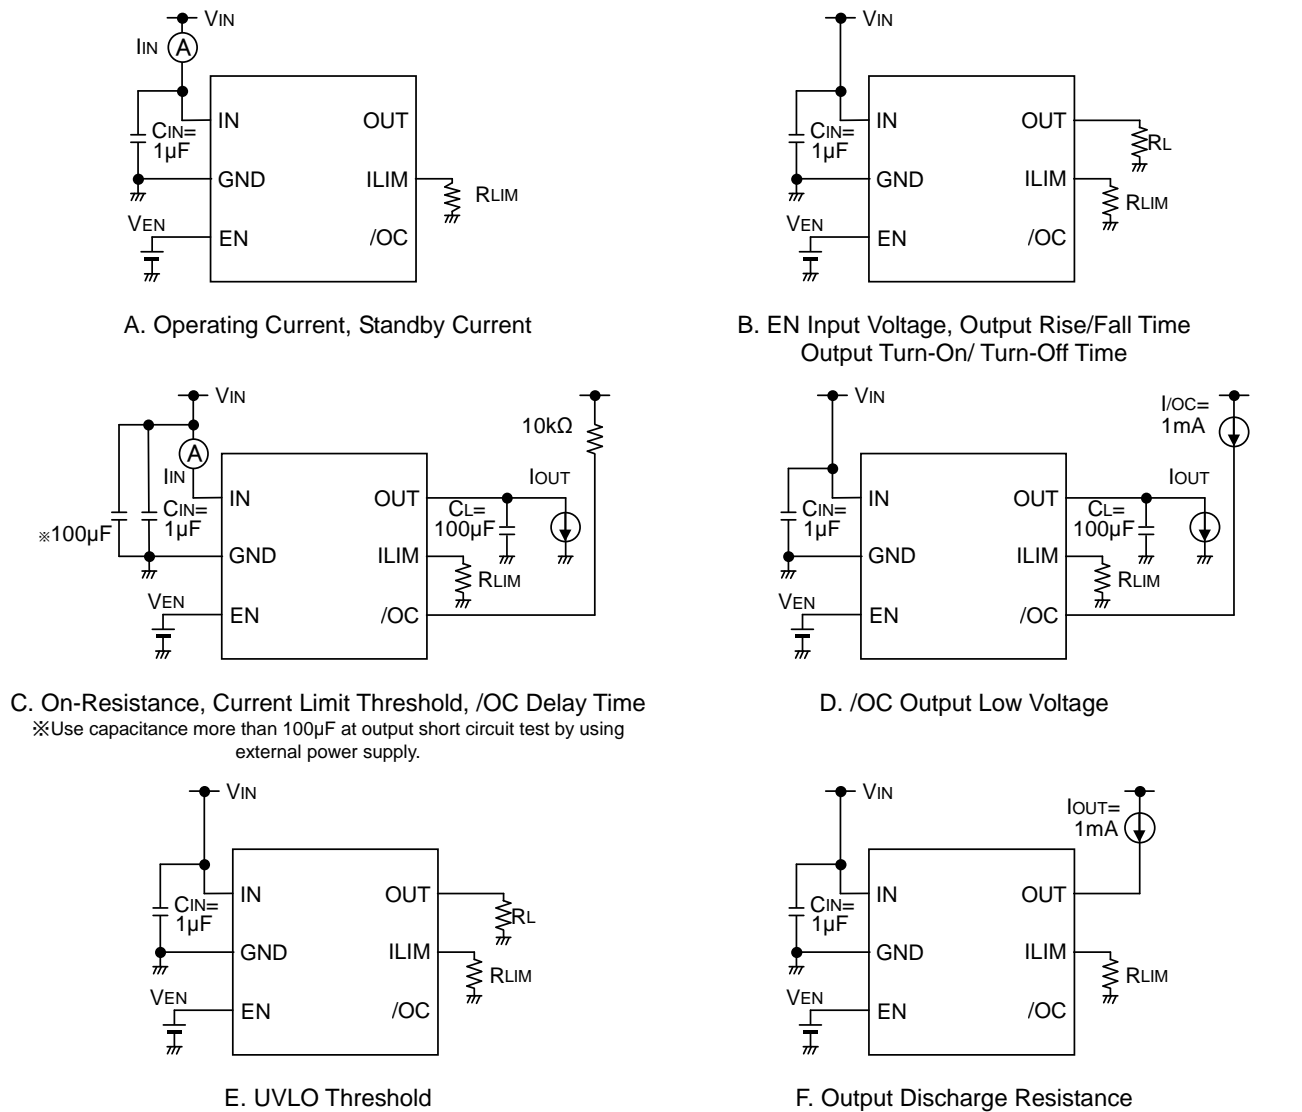 VIN
IIN
A
IN
OUT
CIN=
1µF
GND
ILIM
RLIM
VEN
EN
/OC
A. Operating Current, Standby Current
VIN
IN
OUT
CIN=
1µF
RL
GND
ILIM
RLIM
VEN
EN
/OC
B. EN Input Voltage, Output Rise/Fall Time
Output Turn-On/ Turn-Off Time
VIN
10kΩ
A
IIN
IOUT
IN
OUT
CIN=
1µF
CL=
100µF
※100µF
GND
ILIM
RLIM
VEN
EN
/OC
C. On-Resistance, Current Limit Threshold, /OC Delay Time
※Use capacitance more than 100µF at output short circuit test by using
external power supply.
VIN
I/OC=
1mA
IOUT
IN
OUT
CIN=
1µF
CL=
100µF
GND
ILIM
RLIM
VEN
EN
/OC
D. /OC Output Low Voltage
VIN
IN
OUT
CIN=
1µF
RL
GND
ILIM
RLIM
VEN
EN
/OC
E. UVLO Threshold
VIN
IOUT=
1mA
IN
OUT
CIN=
1µF
GND
ILIM
RLIM
VEN
EN
/OC
F. Output Discharge Resistance